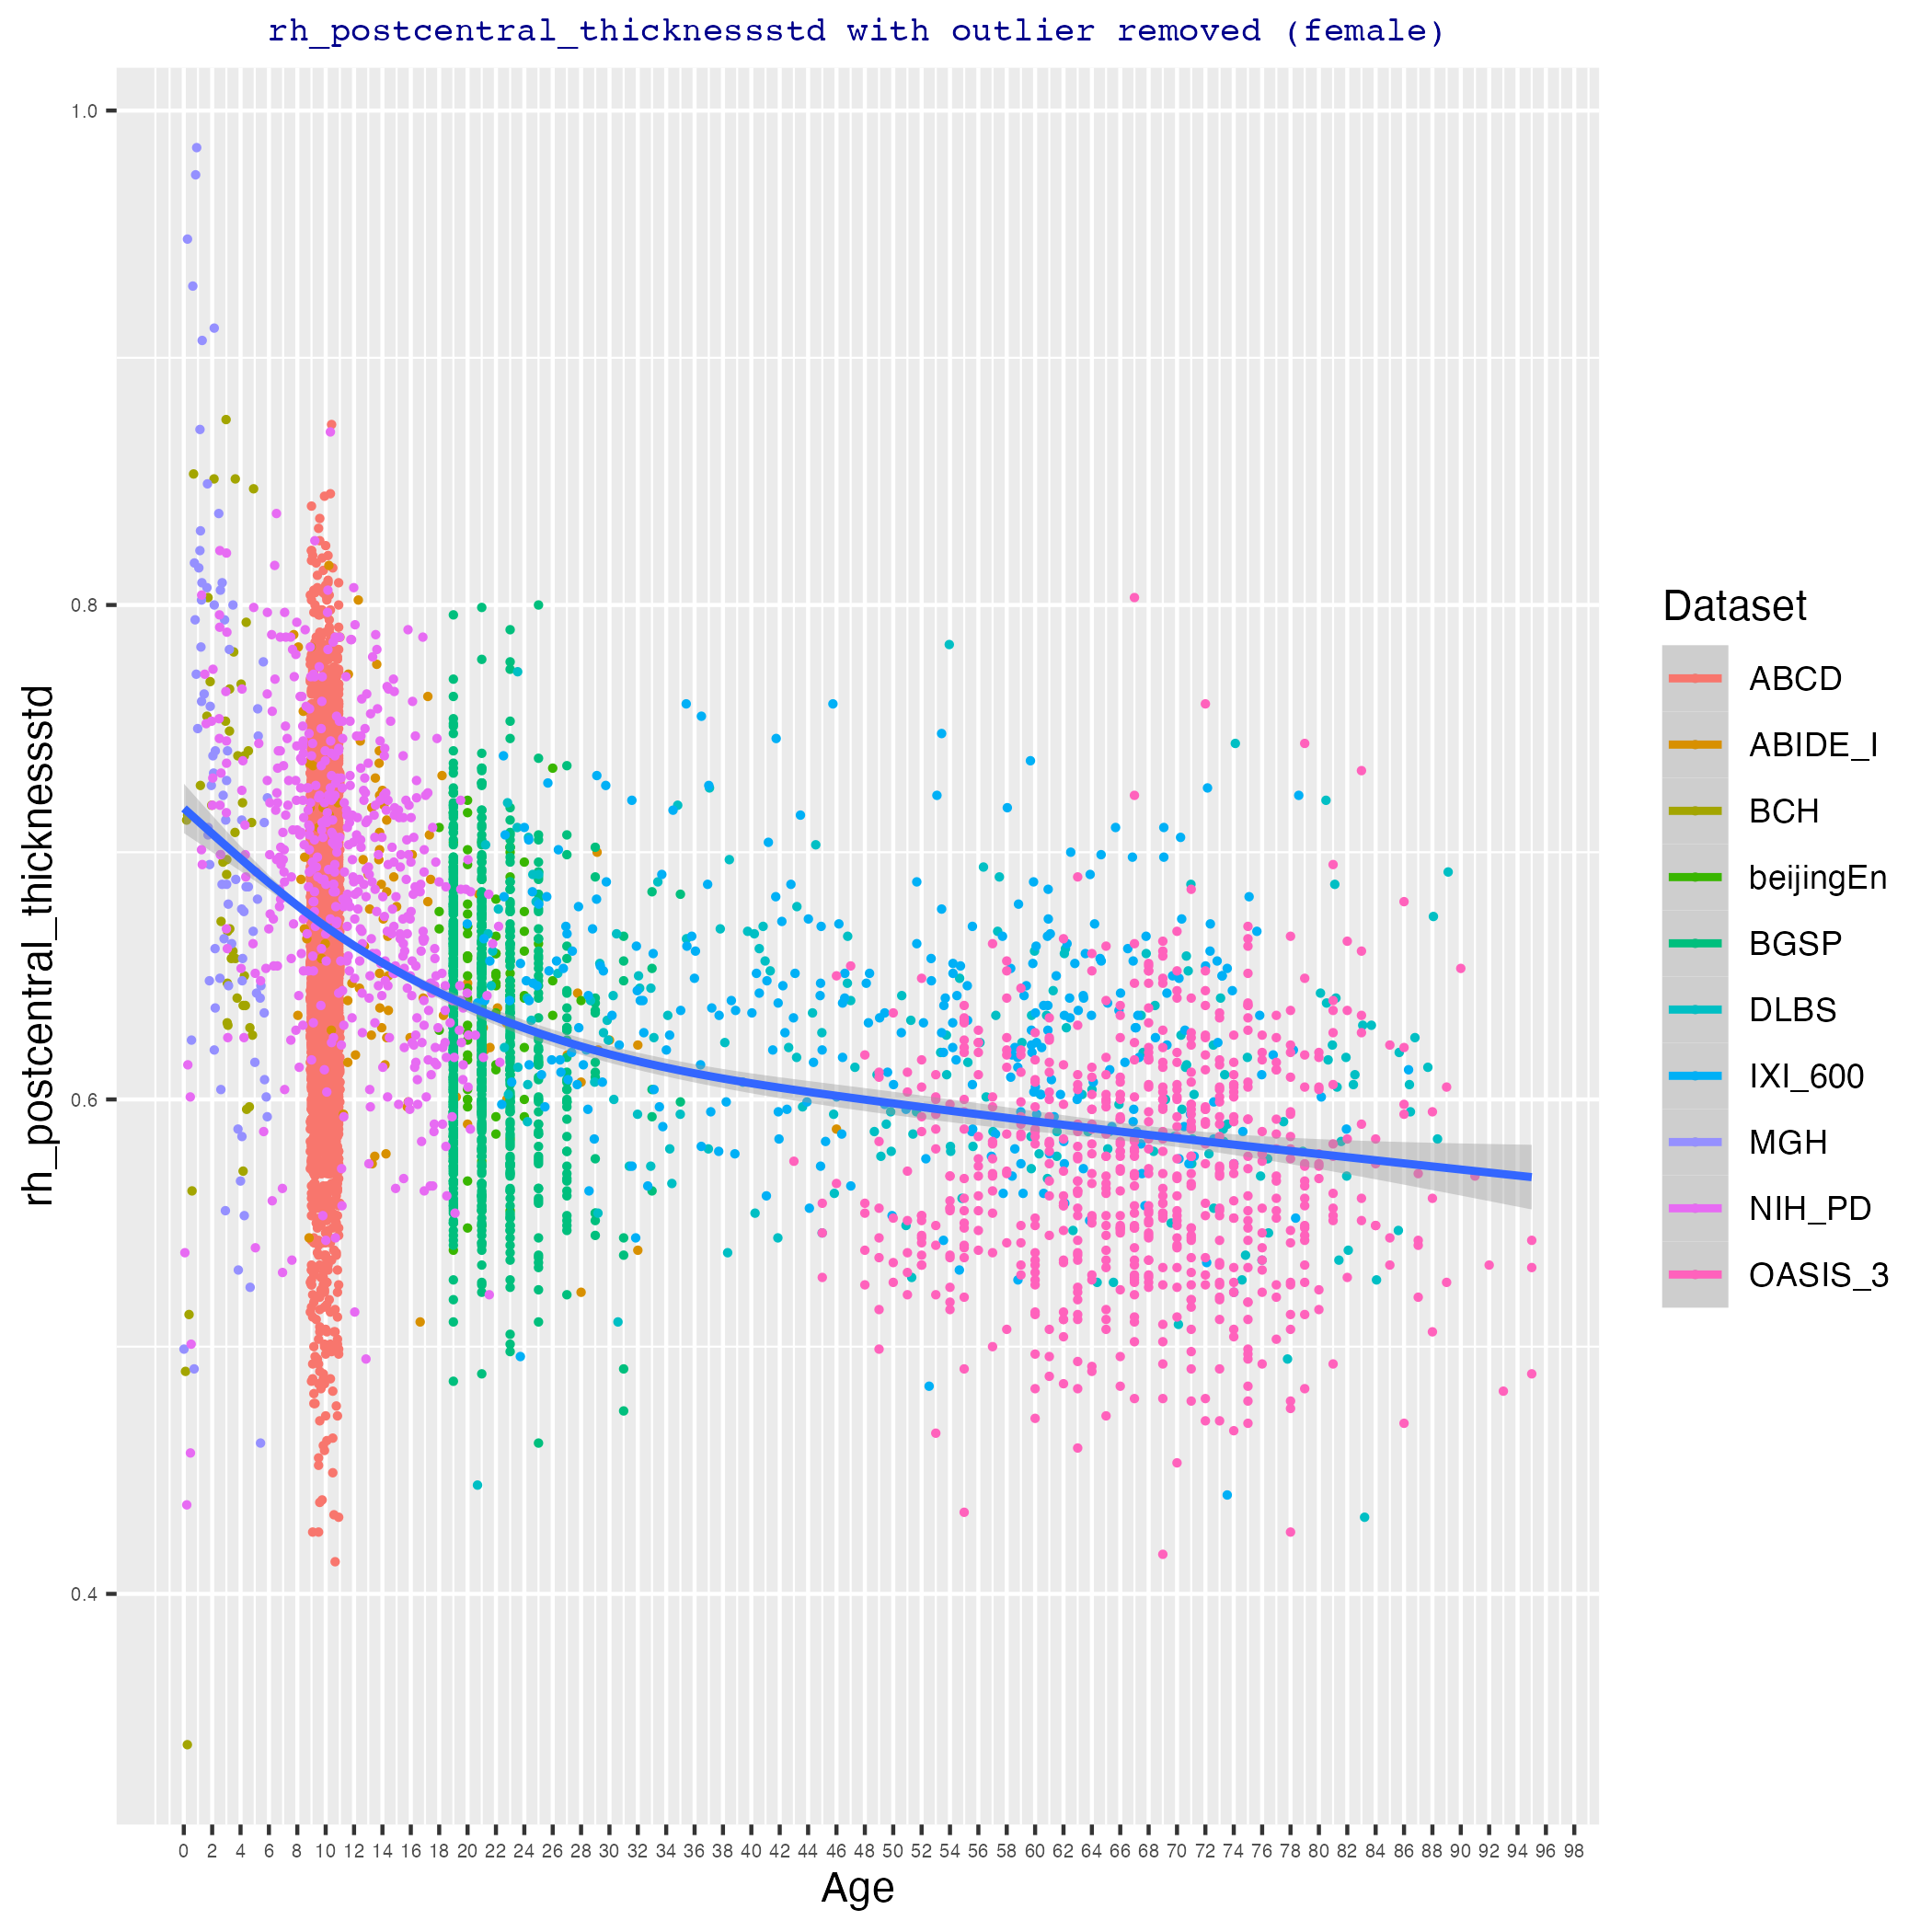 rh_postcentral_thicknessstd with outlier removed (female)
rh_postcentral_thicknessstd
1.0
0.8
0.6
0.4
0 2 4 6 8 10 12 14 16 18 20 22 24 26 28 30 32 34 36 38 40 42 44 46 48 50 52 54 56 58 60 62 64 66 68 70 72 74 76 78 80 82 84 86 88 90 92 94 96 98
Age
Dataset
ABCD
ABIDE_I
BCH
beijingEn
BGSP
DLBS
IXI_600
MGH
NIH_PD
OASIS_3